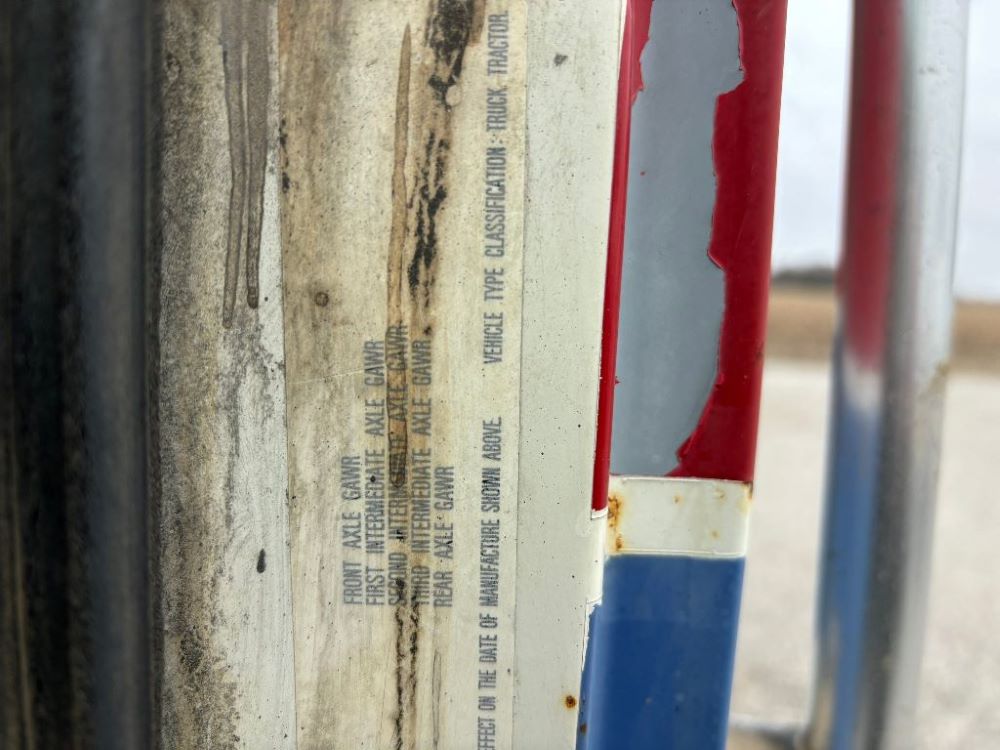 FRONT AXLE GAWR
FIRST INTERMEDIATE AXLE GAWR
SECOND INTERMEDIATE AXLE GAWR
THIRD INTERMEDIATE AXLE GAWR
REAR AXLE GAWR
EFFECT ON THE DATE OF MANUFACTURE SHOWN ABOVE. VEHICLE TYPE CLASSIFICATION: TRUCK TRACTOR